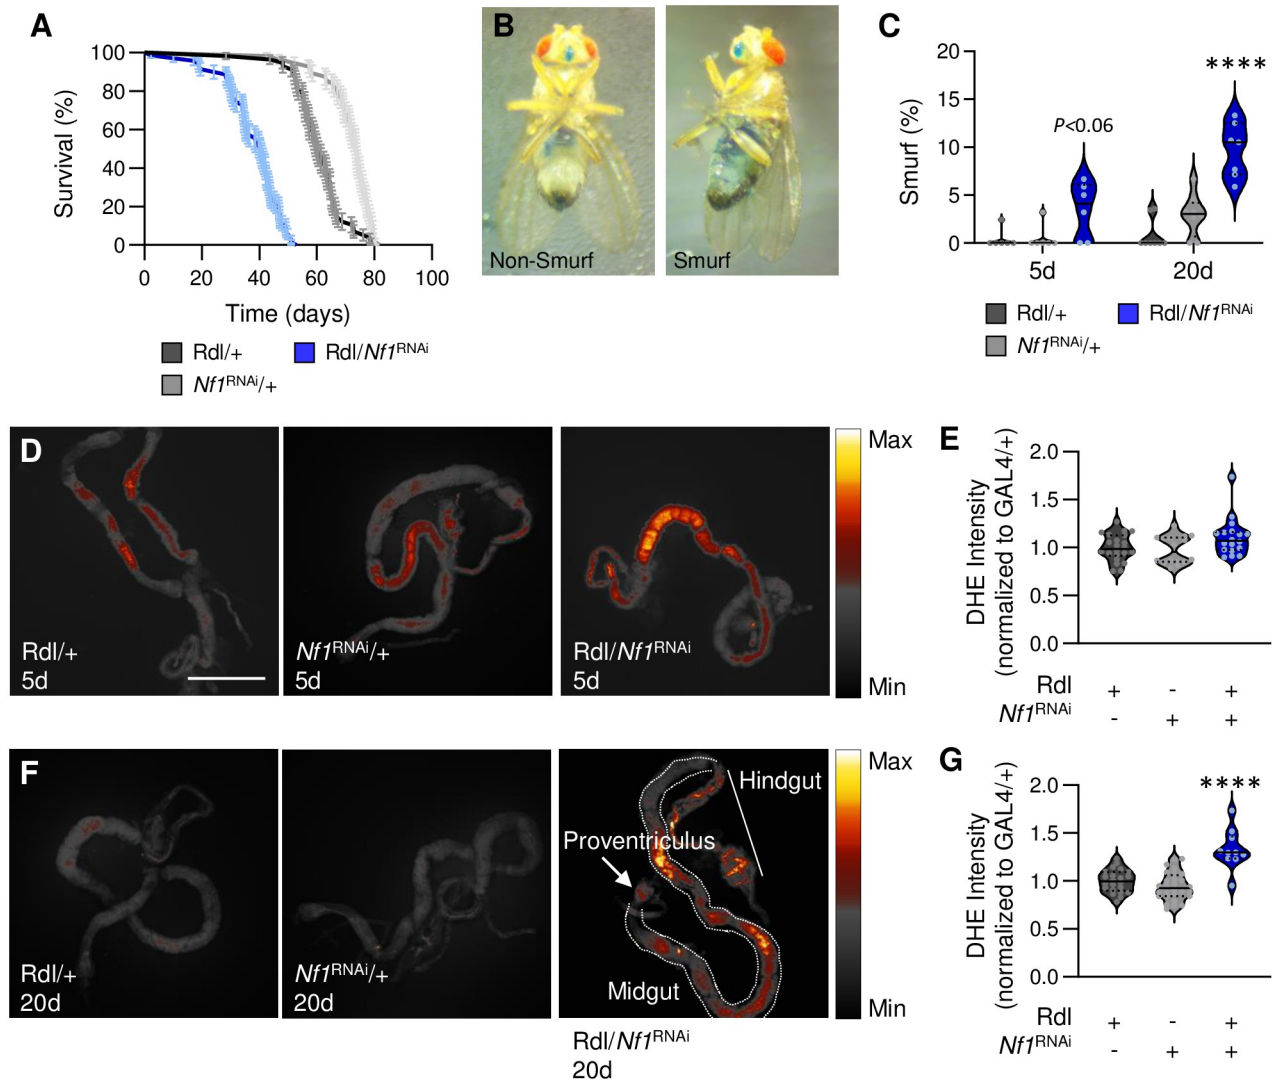 A
Survival (%)
100
80
60
40
20
0
0 20 40 60 80 100
Time (days)
Rdl/+
Rdl/Nf1RNAi
Nf1RNAi/+
B
Non-Smurf
Smurf
C
Smurf (%)
20
15
10
5
0
P<0.06
****
5d
20d
Rdl/+
Rdl/Nf1RNAi
Nf1RNAi/+
D
Rdl/+
5d
Nf1RNAi/+
5d
Rdl/Nf1RNAi
5d
Max
Min
E
DHE Intensity
(normalized to GAL4/+)
2.0
1.5
1.0
0.5
0.0
Rdl + - +
Nf1RNAi - + +
F
Rdl/+
20d
Nf1RNAi/+
20d
Hindgut
Proventriculus
Midgut
Rdl/Nf1RNAi
20d
Max
Min
G
DHE Intensity
(normalized to GAL4/+)
2.0
1.5
1.0
0.5
0.0
****
Rdl + - +
Nf1RNAi - + +